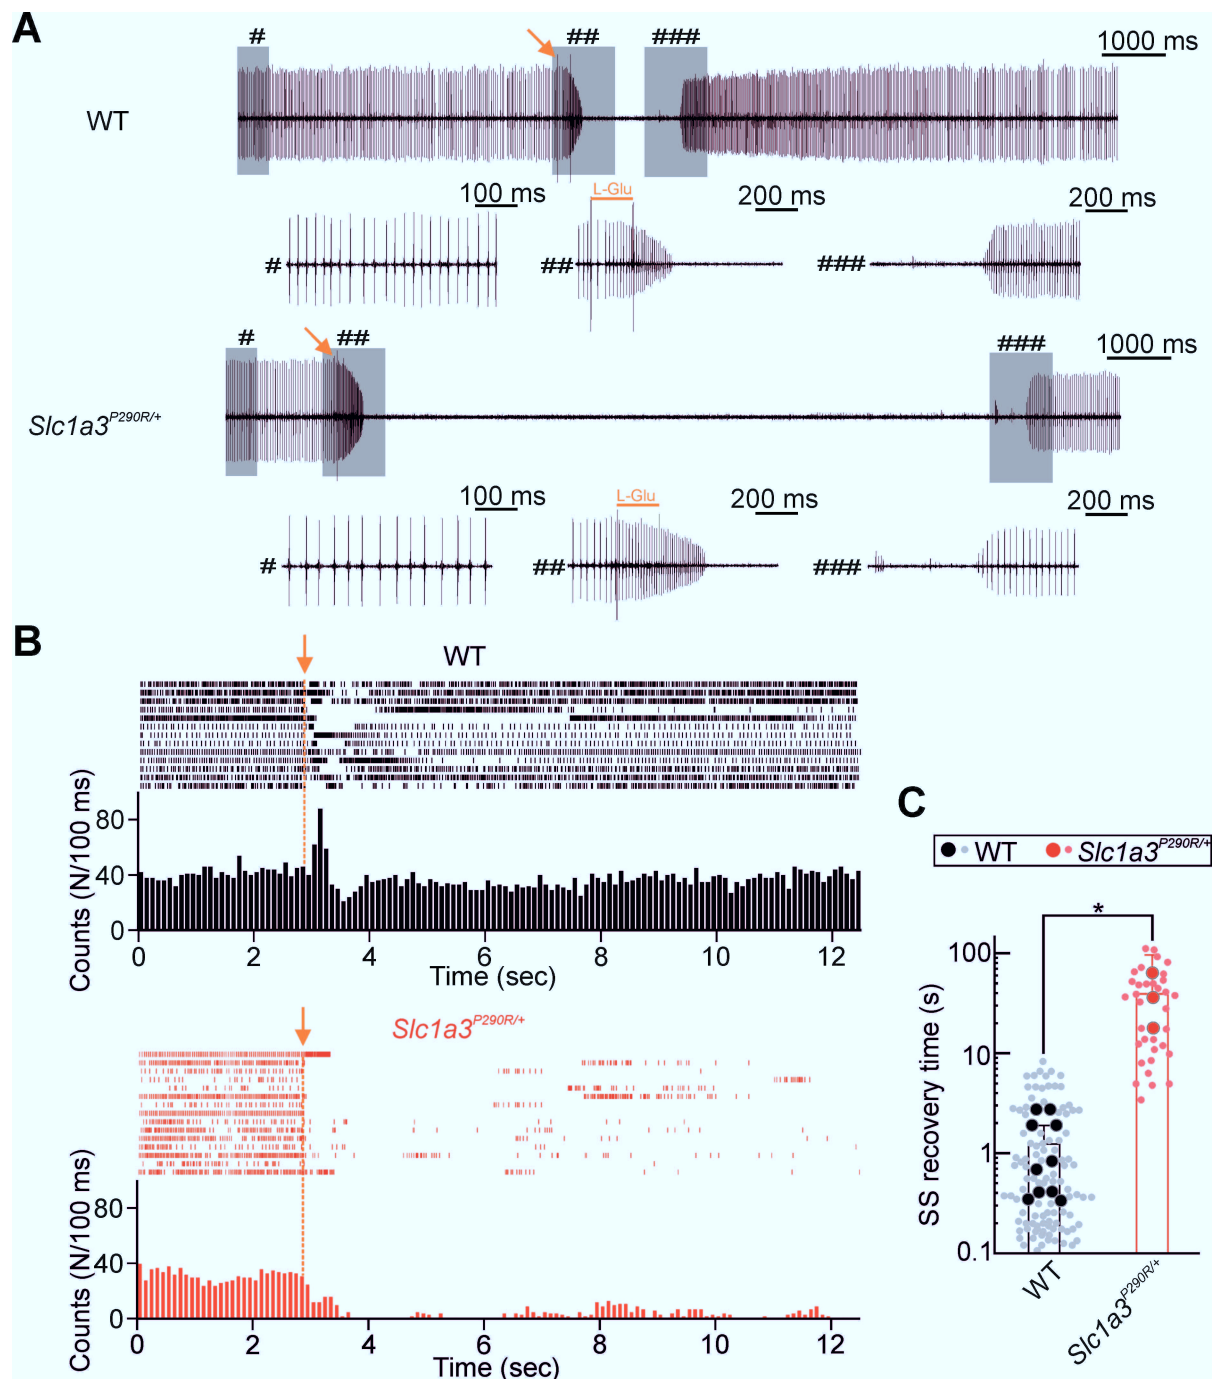 A
# ## ### 1000 ms
WT
100 ms L-Glu 200 ms 200 ms
# ## ###
# ## ### 1000 ms
Slc1a3P290R/+
100 ms L-Glu 200 ms 200 ms
# ## ###
B
WT
Counts (N/100 ms)
80
40
0
0 2 4 6 8 10 12
Time (sec)
Slc1a3P290R/+
Counts (N/100 ms)
80
40
0
0 2 4 6 8 10 12
Time (sec)
C
WT Slc1a3P290R/+
*
SS recovery time (s)
100
10
1
0.1
WT
Slc1a3P290R/+